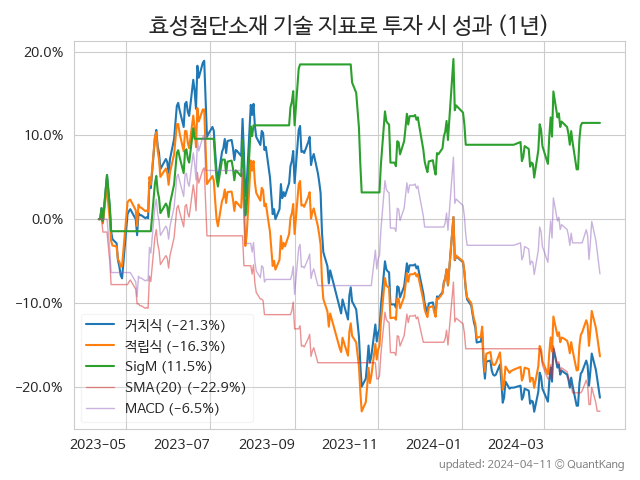 효성첨단소재 기술 지표로 투자 시 성과 (1년)
20.0%
10.0%
0.0%
−10.0%
−20.0%
거치식 (−21.3%)
적립식 (−16.3%)
SigM (11.5%)
SMA(20) (−22.9%)
MACD (−6.5%)
2023-05 2023-07 2023-09 2023-11 2024-01 2024-03
updated: 2024-04-11 © QuantKang